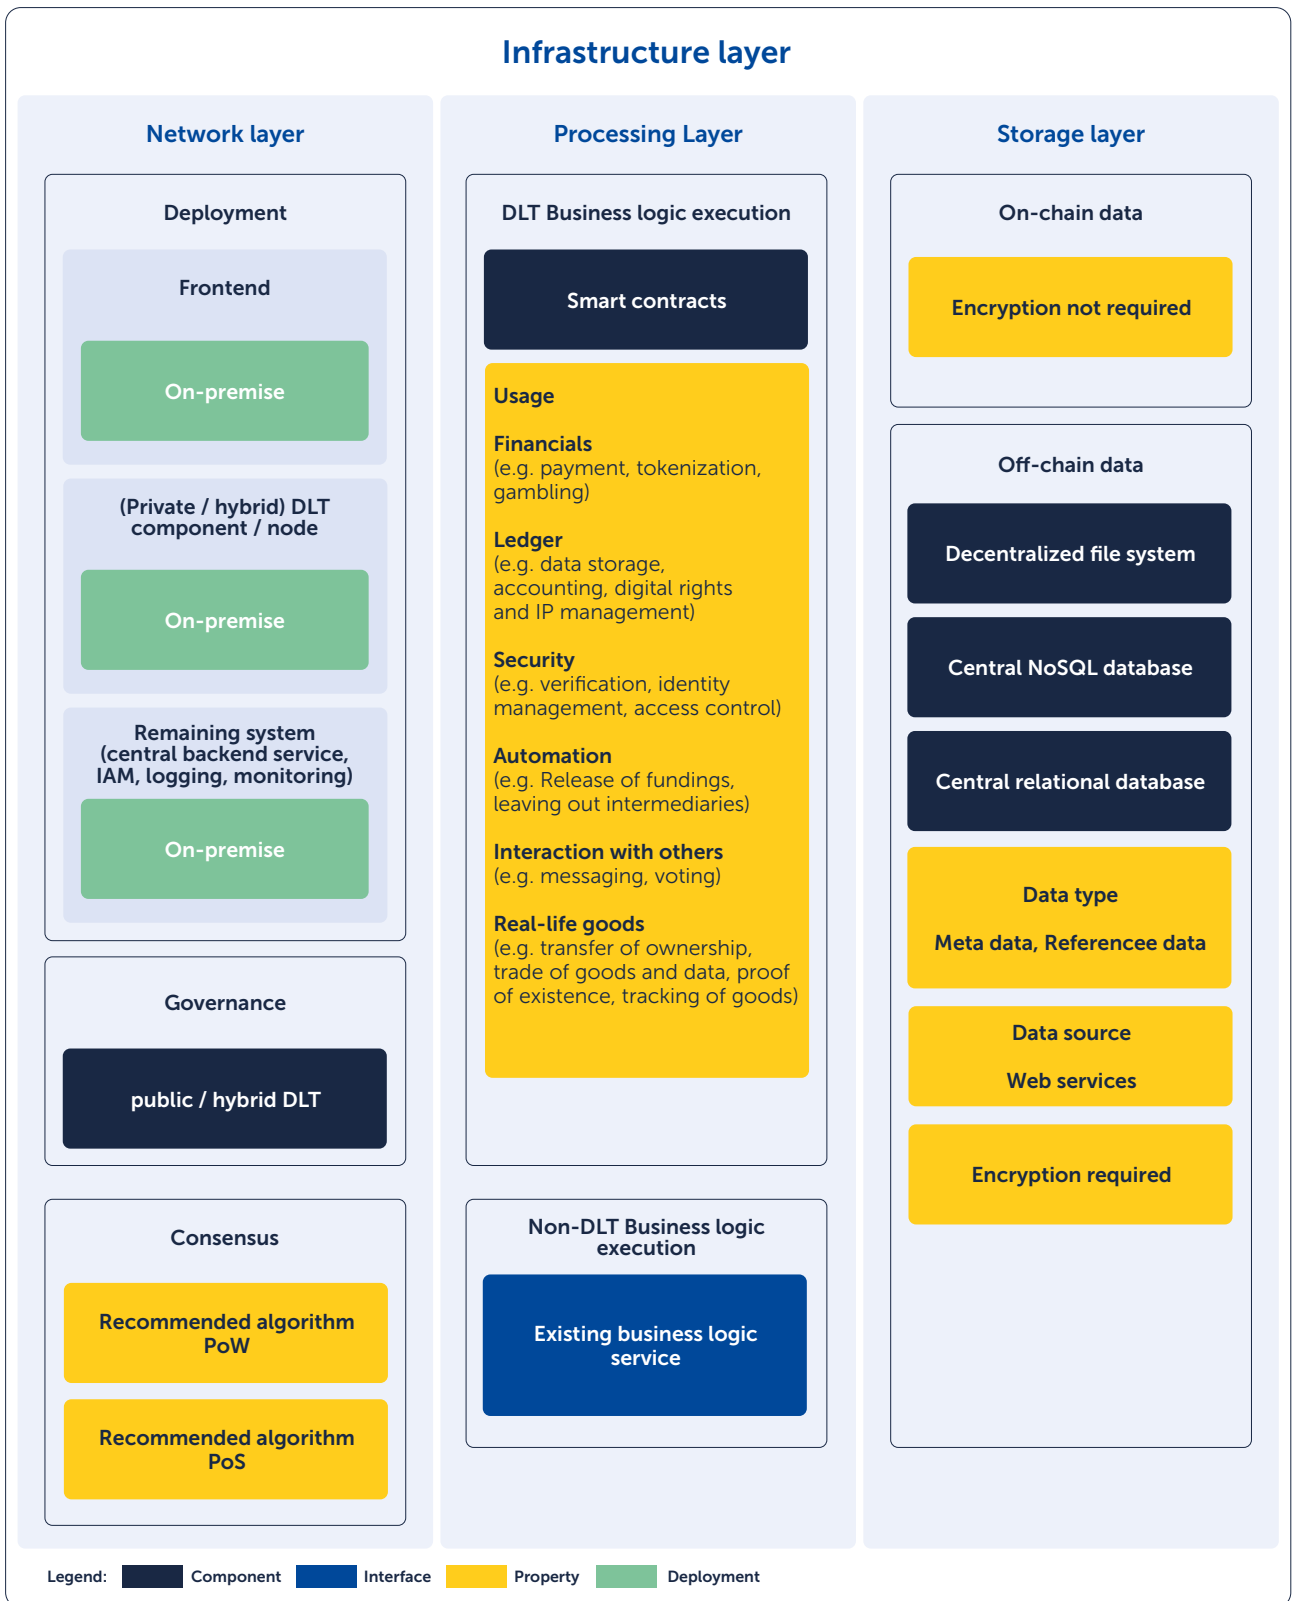 Infrastructure layer
Network layer
Deployment
Frontend
On-premise
(Private / hybrid) DLT
component / node
On-premise
Remaining system
(central backend service,
IAM, logging, monitoring)
On-premise
Governance
public / hybrid DLT
Consensus
Recommended algorithm
PoW
Recommended algorithm
PoS
Processing Layer
DLT Business logic execution
Smart contracts
Usage
Financials
(e.g. payment, tokenization,
gambling)
Ledger
(e.g. data storage,
accounting, digital rights
and IP management)
Security
(e.g. verification, identity
management, access control)
Automation
(e.g. Release of fundings,
leaving out intermediaries)
Interaction with others
(e.g. messaging, voting)
Real-life goods
(e.g. transfer of ownership,
trade of goods and data, proof
of existence, tracking of goods)
Non-DLT Business logic
execution
Existing business logic
service
Storage layer
On-chain data
Encryption not required
Off-chain data
Decentralized file system
Central NoSQL database
Central relational database
Data type
Meta data, Referencee data
Data source
Web services
Encryption required
Legend: Component Interface Property Deployment